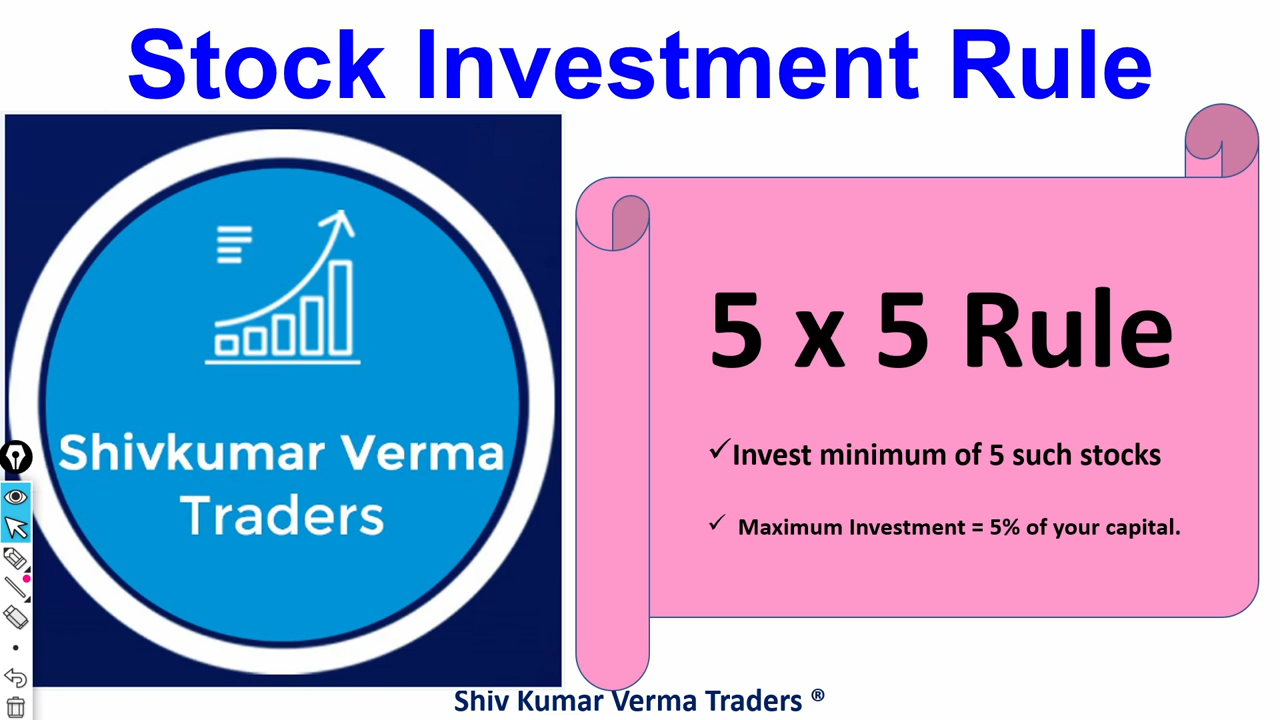 Stock Investment Rule
Shivkumar Verma
Traders
5 x 5 Rule
✓Invest minimum of 5 such stocks
✓ Maximum Investment = 5% of your capital.
Shiv Kumar Verma Traders ®